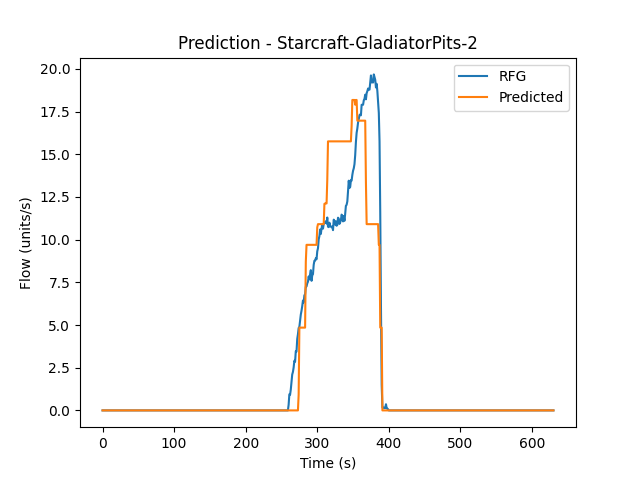 Prediction - Starcraft-GladiatorPits-2
RFG
Predicted
Flow (units/s)
20.0
17.5
15.0
12.5
10.0
7.5
5.0
2.5
0.0
0 100 200 300 400 500 600
Time (s)